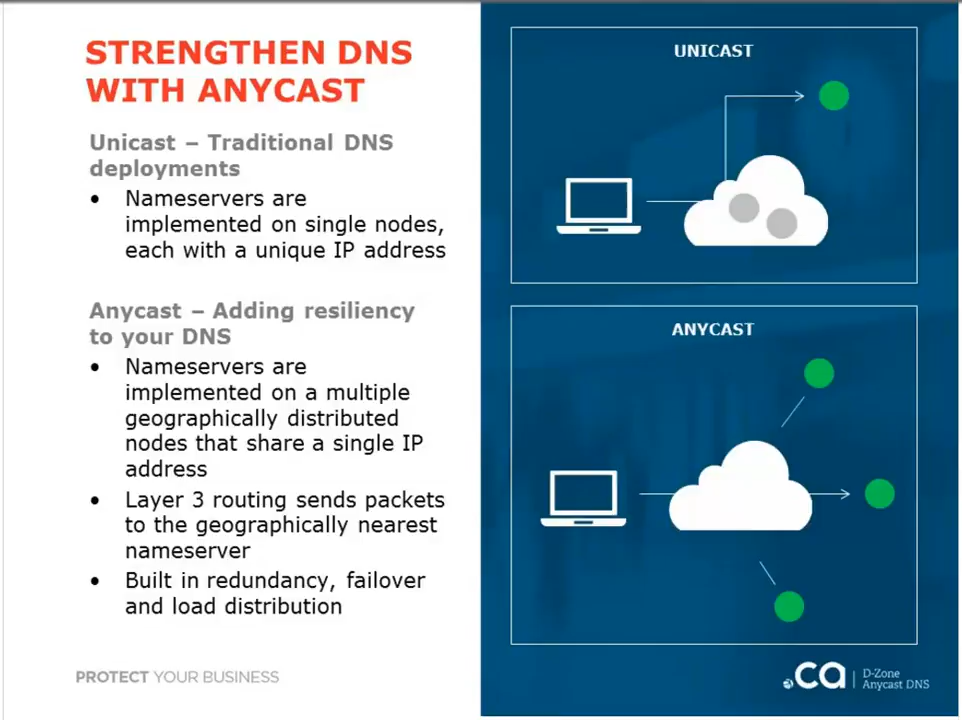 STRENGTHEN DNS
WITH ANYCAST
Unicast – Traditional DNS
deployments
• Nameservers are
implemented on single nodes,
each with a unique IP address
Anycast – Adding resiliency
to your DNS
• Nameservers are
implemented on a multiple
geographically distributed
nodes that share a single IP
address
• Layer 3 routing sends packets
to the geographically nearest
nameserver
• Built in redundancy, failover
and load distribution
PROTECT YOUR BUSINESS
UNICAST
ANYCAST
.ca
D-Zone
Anycast DNS